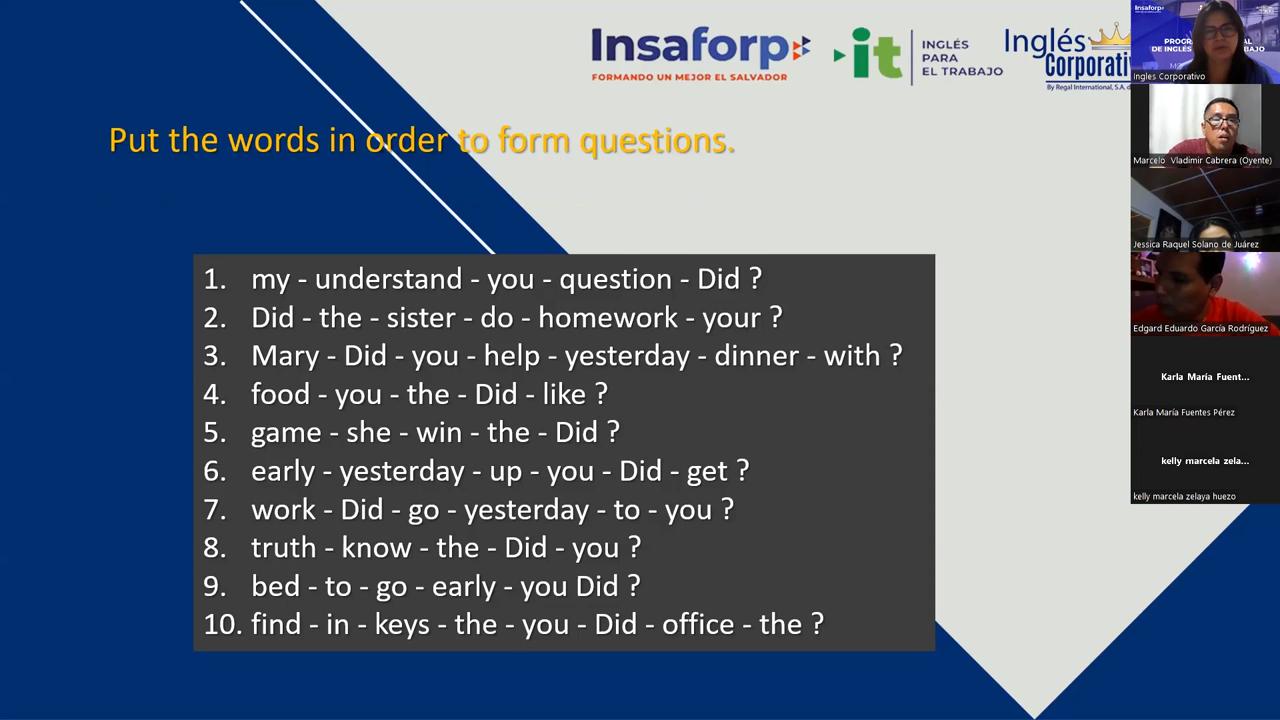 Insaforp
FORMANDO UN MEJOR EL SALVADOR
it
INGLÉS
PARA
EL TRABAJO
Inglés
Corporativ
By Regal International, S.A. d
Put the words in order to form questions.
1. my - understand - you - question - Did ?
2. Did - the - sister - do - homework - your ?
3. Mary - Did - you - help - yesterday - dinner - with ?
4. food - you - the - Did - like ?
5. game - she - win - the - Did ?
6. early - yesterday - up - you - Did - get ?
7. work - Did - go - yesterday - to - you ?
8. truth - know - the - Did - you ?
9. bed - to - go - early - you Did ?
10. find - in - keys - the - you - Did - office - the ?
Insaforp
Ingles Corporativo
Marcelo Vladimir Cabrera (Oyente)
Jessica Raquel Solano de Juárez
Edgard Eduardo García Rodríguez
Karla María Fuent...
Karla María Fuentes Pérez
kelly marcela zela...
kelly marcela zelaya huezo